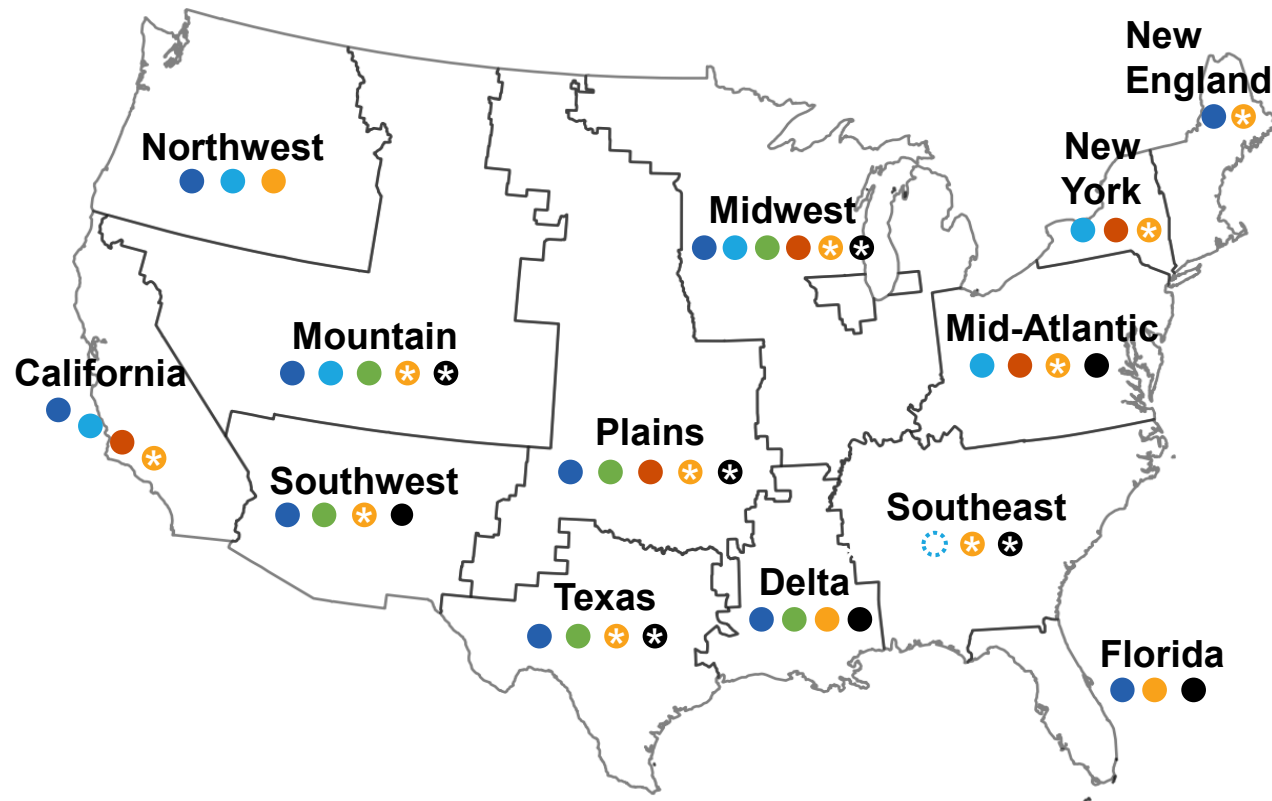 New
England
New
York
Northwest
Midwest
Mountain
Mid-Atlantic
California
Plains
Southwest
Southeast
Texas
Delta
Florida